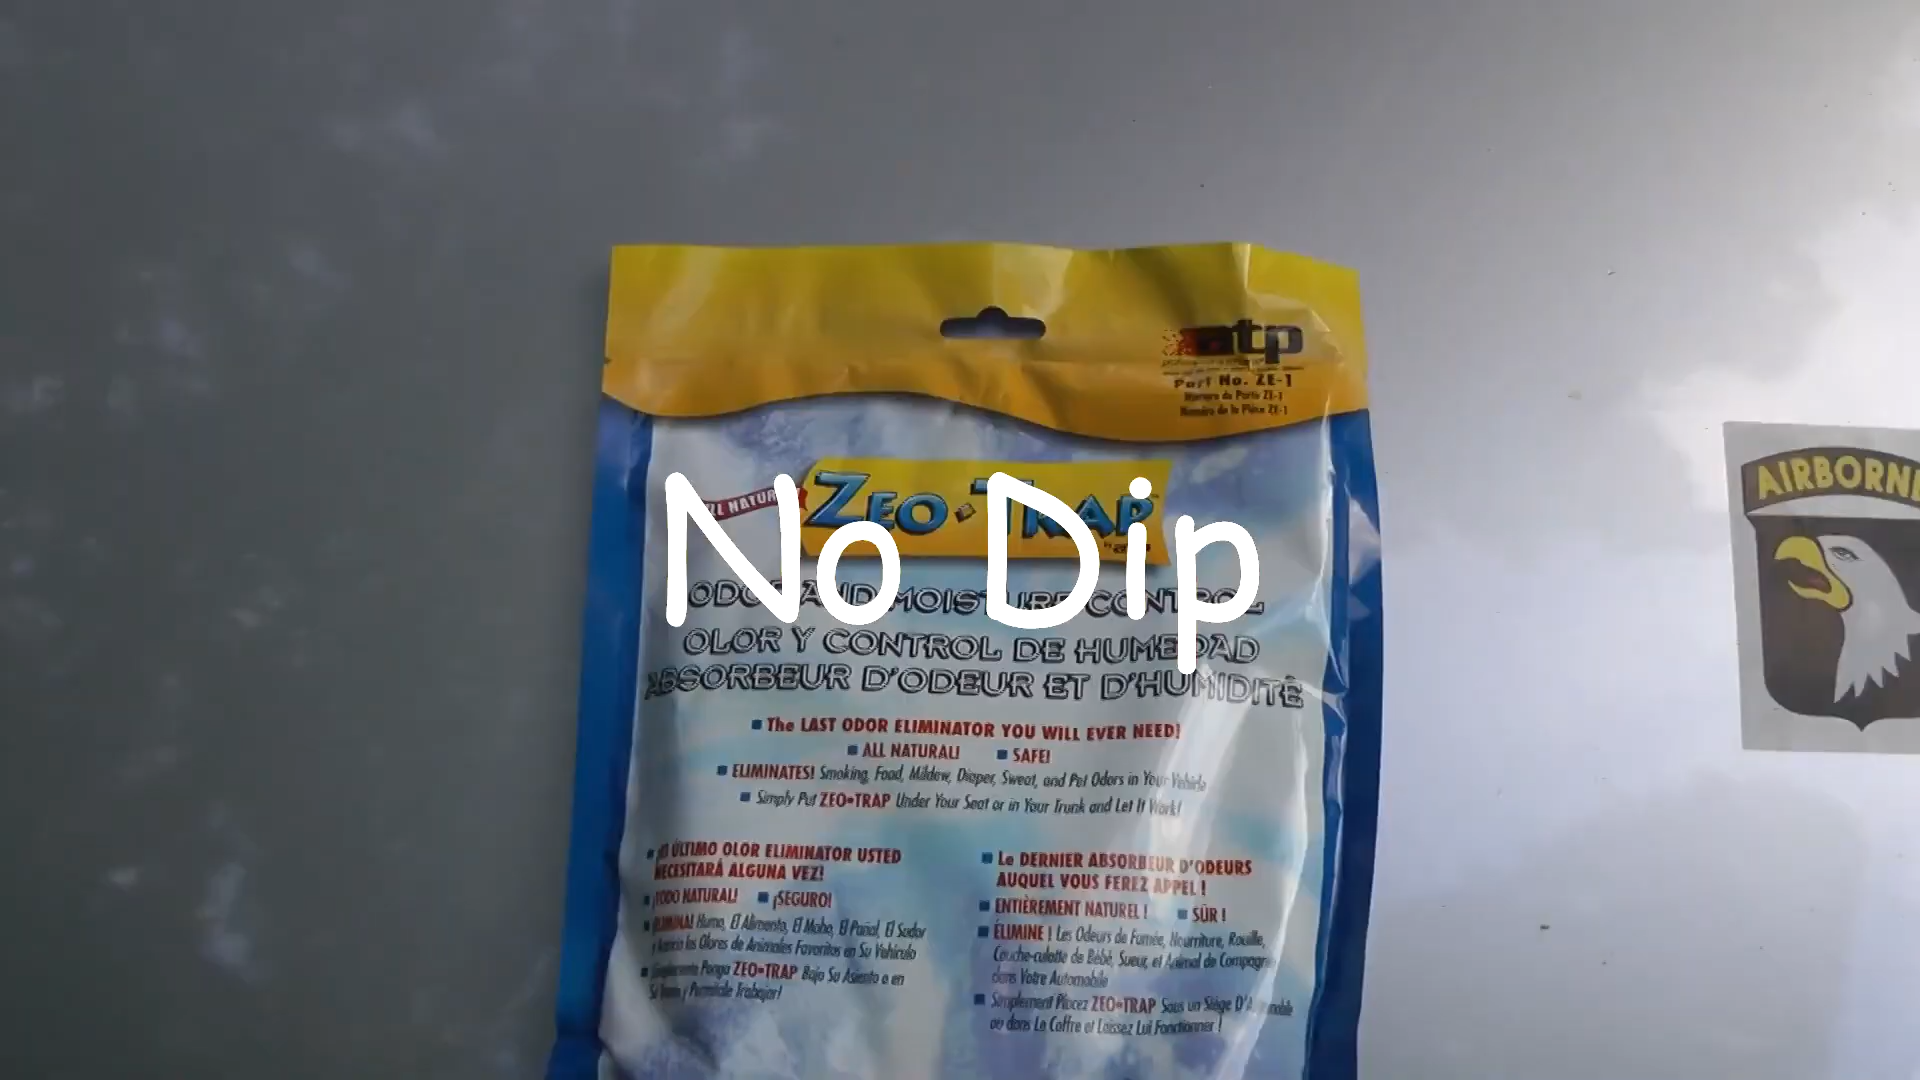 atp
Part No. ZE-1
Número de Parte ZE-1
Numéro de la Pièce ZE-1
ALL NATURAL
ZEO•TRAP™
by atp
No Dip
ODOR AND MOISTURE CONTROL
OLOR Y CONTROL DE HUMEDAD
ABSORBEUR D'ODEUR ET D'HUMIDITÉ
■ The LAST ODOR ELIMINATOR YOU WILL EVER NEED!
■ ALL NATURAL! ■ SAFE!
■ ELIMINATES! Smoking, Food, Mildew, Diaper, Sweat, and Pet Odors in Your Vehicle
■ Simply Put ZEO•TRAP Under Your Seat or in Your Trunk and Let It Work!
■ ¡El ÚLTIMO OLOR ELIMINATOR USTED
NECESITARÁ ALGUNA VEZ!
■ ¡TODO NATURAL! ■ ¡SEGURO!
■ ¡ELIMINA! Humo, El Alimento, El Moho, El Pañal, El Sudor
y los Olores de Animales Favoritos en Su Vehículo
■ Simplemente Ponga ZEO•TRAP Bajo Su Asiento o en
Su y Permítale Trabajar!
■ Le DERNIER ABSORBEUR D'ODEURS
AUQUEL VOUS FEREZ APPEL !
■ ENTIÈREMENT NATUREL ! ■ SÛR !
■ ÉLIMINE ! Les Odeurs de Fumée, Nourriture, Rouille,
Couche-culotte de Bébé, Sueur, et Animal de Compagnie
dans Votre Automobile
■ Simplement Placez ZEO•TRAP Sous un Siège D'Automobile
ou dans Le Coffre et Laissez Lui Fonctionner !
AIRBORNE